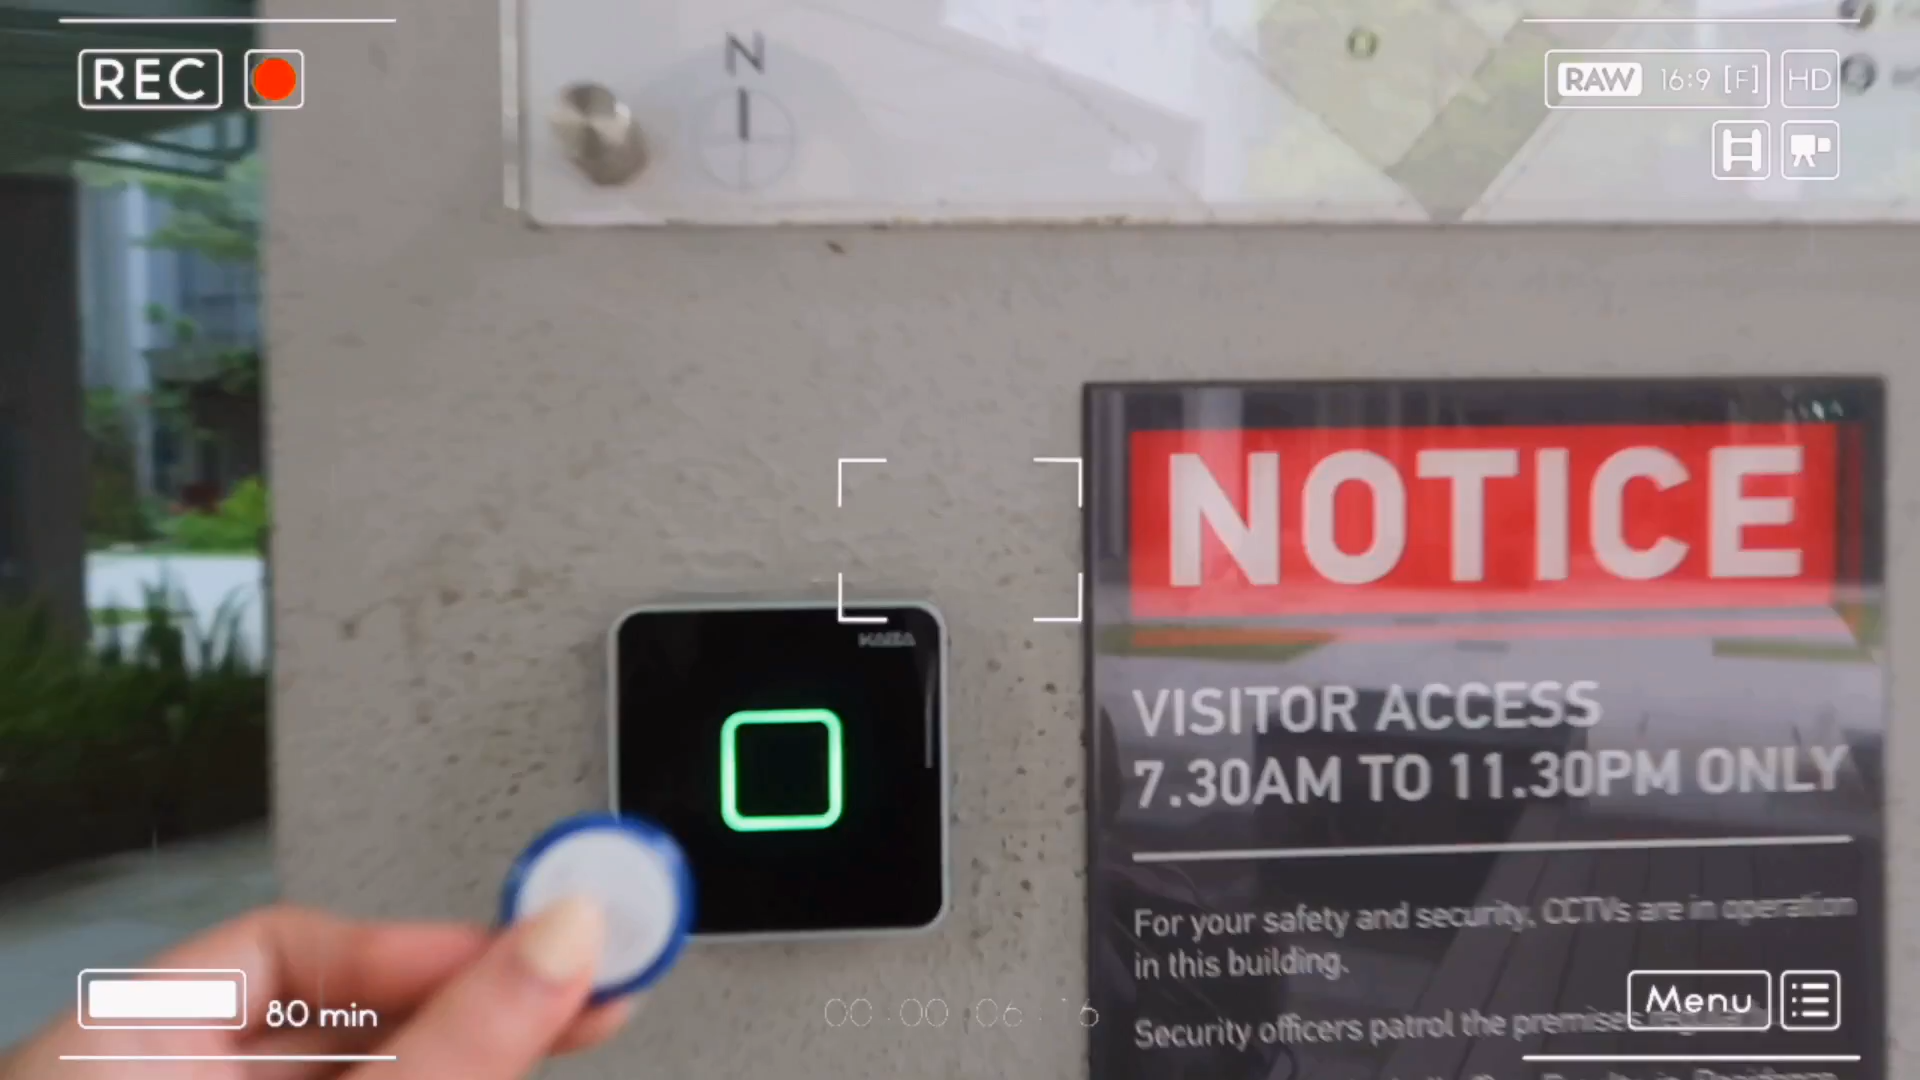 REC
RAW 16:9 [F] HD
N
NOTICE
VISITOR ACCESS
7.30AM TO 11.30PM ONLY
For your safety and security, CCTVs are in operation
in this building.
Security officers patrol the premises
80 min
Menu